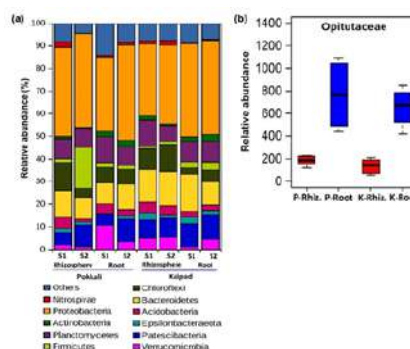 (a)
Relative abundance (%)
100
90
80
70
60
50
40
30
20
10
0
S1 S2 S1 S2 S1 S2 S1 S2
Rhizosphere Root Rhizosphere Root
Pokkali Kaipad
Others
Nitrospirae
Proteobacteria
Actinobacteria
Planctomycetes
Firmicutes
Chloroflexi
Bacteroidetes
Acidobacteria
Epsilonbacteraeota
Patescibacteria
Verrucomicrobia
(b)
Opitutaceae
Relative abundance
1400
1200
1000
800
600
400
200
0
P-Rhiz. P-Root K-Rhiz. K-Root